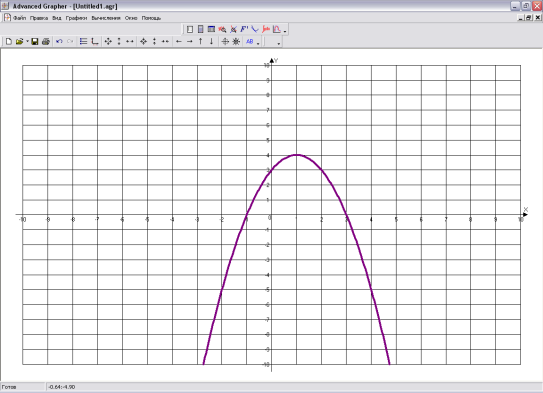 Advanced Grapher - [Untitled1.agr]
Файл Правка Вид Графики Вычисления Окно Помощь
F'
AB
Y
10
9
8
7
6
5
4
3
2
1
X
-10 -9 -8 -7 -6 -5 -4 -3 -2 -1 0 1 2 3 4 5 6 7 8 9 10
-1
-2
-3
-4
-5
-6
-7
-8
-9
-10
Готов -0.64:-4.90